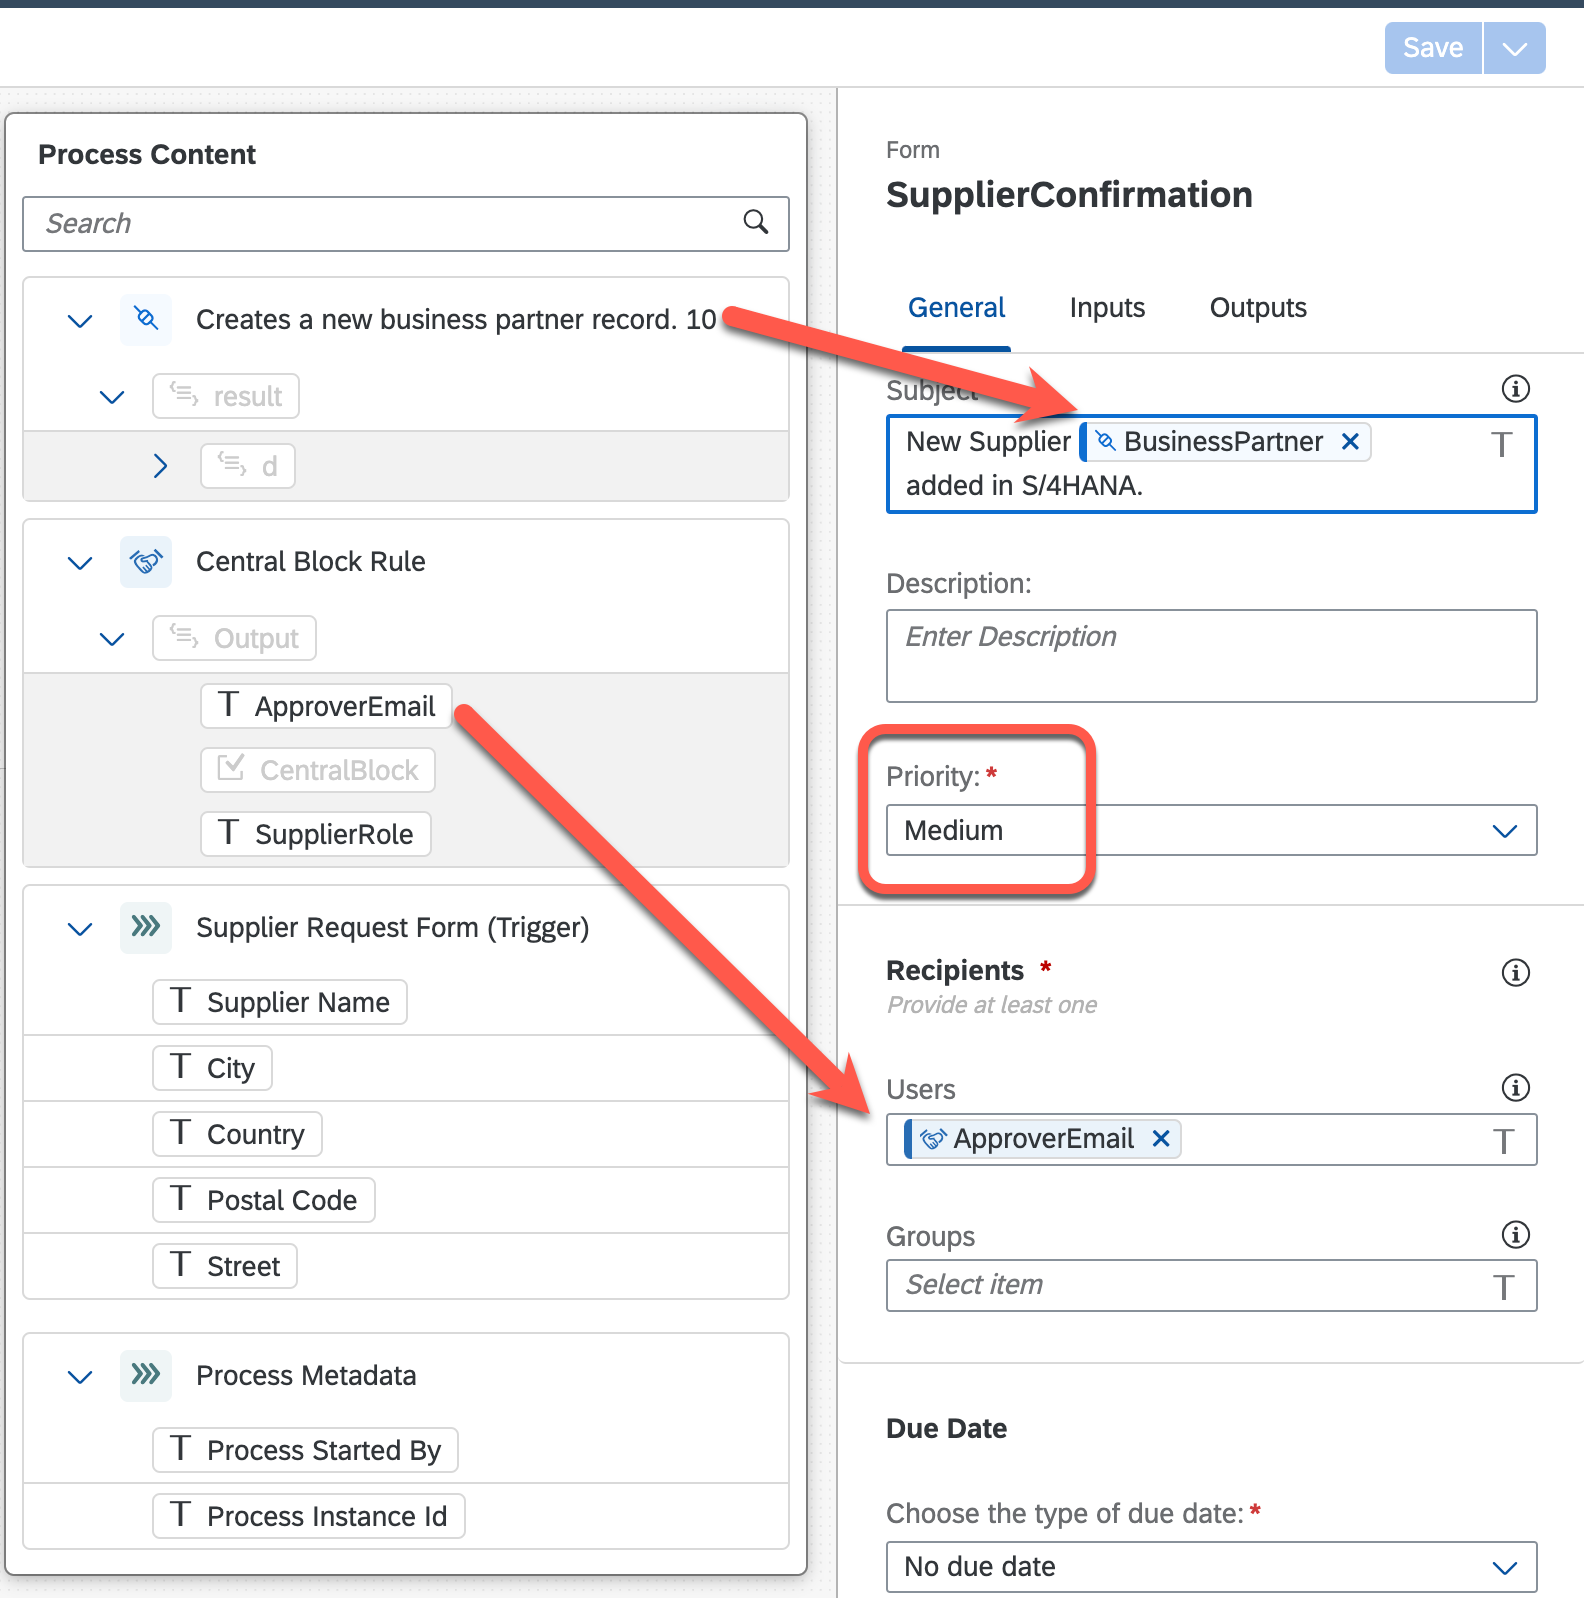 Save
Process Content
Search
Creates a new business partner record. 10
result
d
Central Block Rule
Output
T ApproverEmail
CentralBlock
T SupplierRole
Supplier Request Form (Trigger)
T Supplier Name
T City
T Country
T Postal Code
T Street
Process Metadata
T Process Started By
T Process Instance Id
Form
SupplierConfirmation
General Inputs Outputs
Subject
New Supplier BusinessPartner T
added in S/4HANA.
Description:
Enter Description
Priority: *
Medium
Recipients *
Provide at least one
Users
ApproverEmail T
Groups
Select item T
Due Date
Choose the type of due date: *
No due date